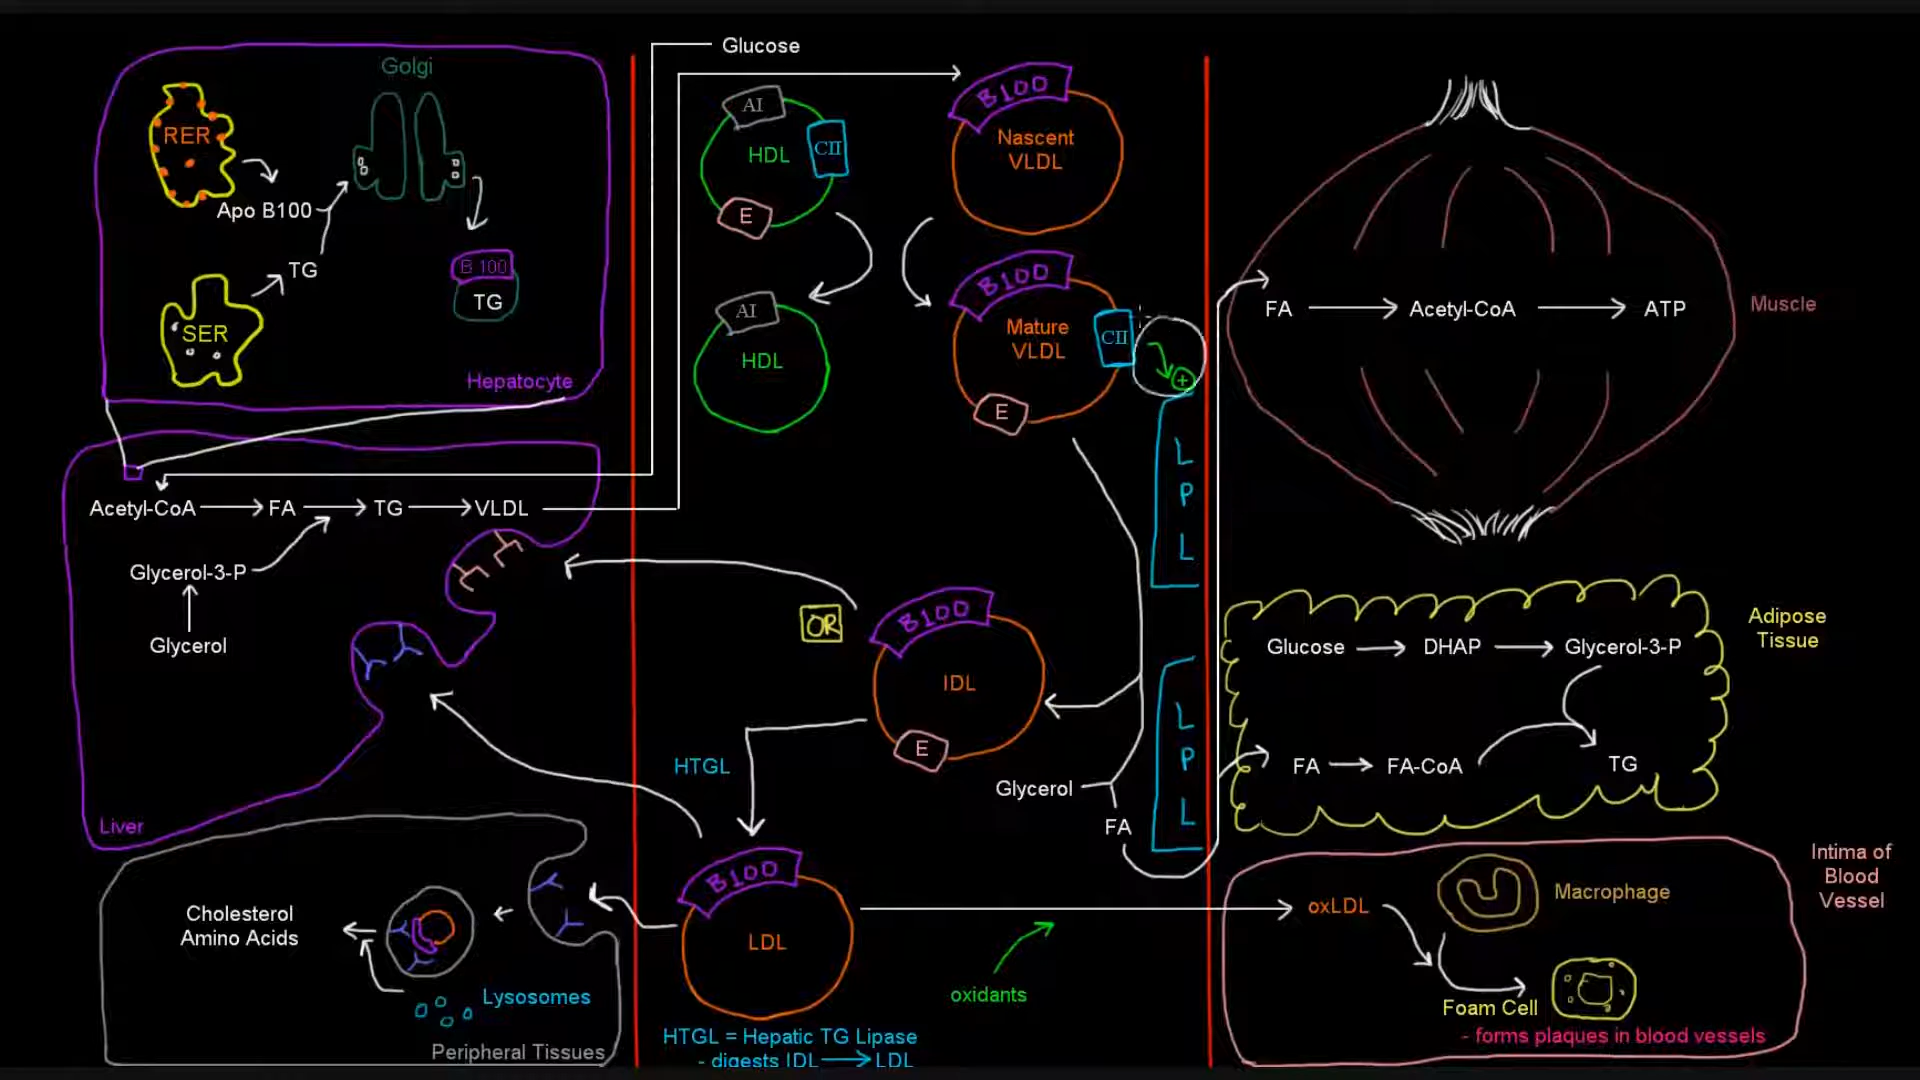 Golgi
RER
Apo B100
TG
SER
B 100
TG
Hepatocyte
Acetyl-CoA
FA
TG
VLDL
Glycerol-3-P
Glycerol
Liver
Cholesterol
Amino Acids
Lysosomes
Peripheral Tissues
Glucose
AI
HDL
CII
E
B100
Nascent
VLDL
AI
HDL
B100
Mature
VLDL
CII
E
+
L
P
L
OR
B100
IDL
E
HTGL
Glycerol
FA
L
P
L
B100
LDL
oxidants
HTGL = Hepatic TG Lipase
- digests IDL LDL
FA
Acetyl-CoA
ATP
Muscle
Glucose
DHAP
Glycerol-3-P
FA
FA-CoA
TG
Adipose
Tissue
oxLDL
Macrophage
Foam Cell
- forms plaques in blood vessels
Intima of
Blood
Vessel